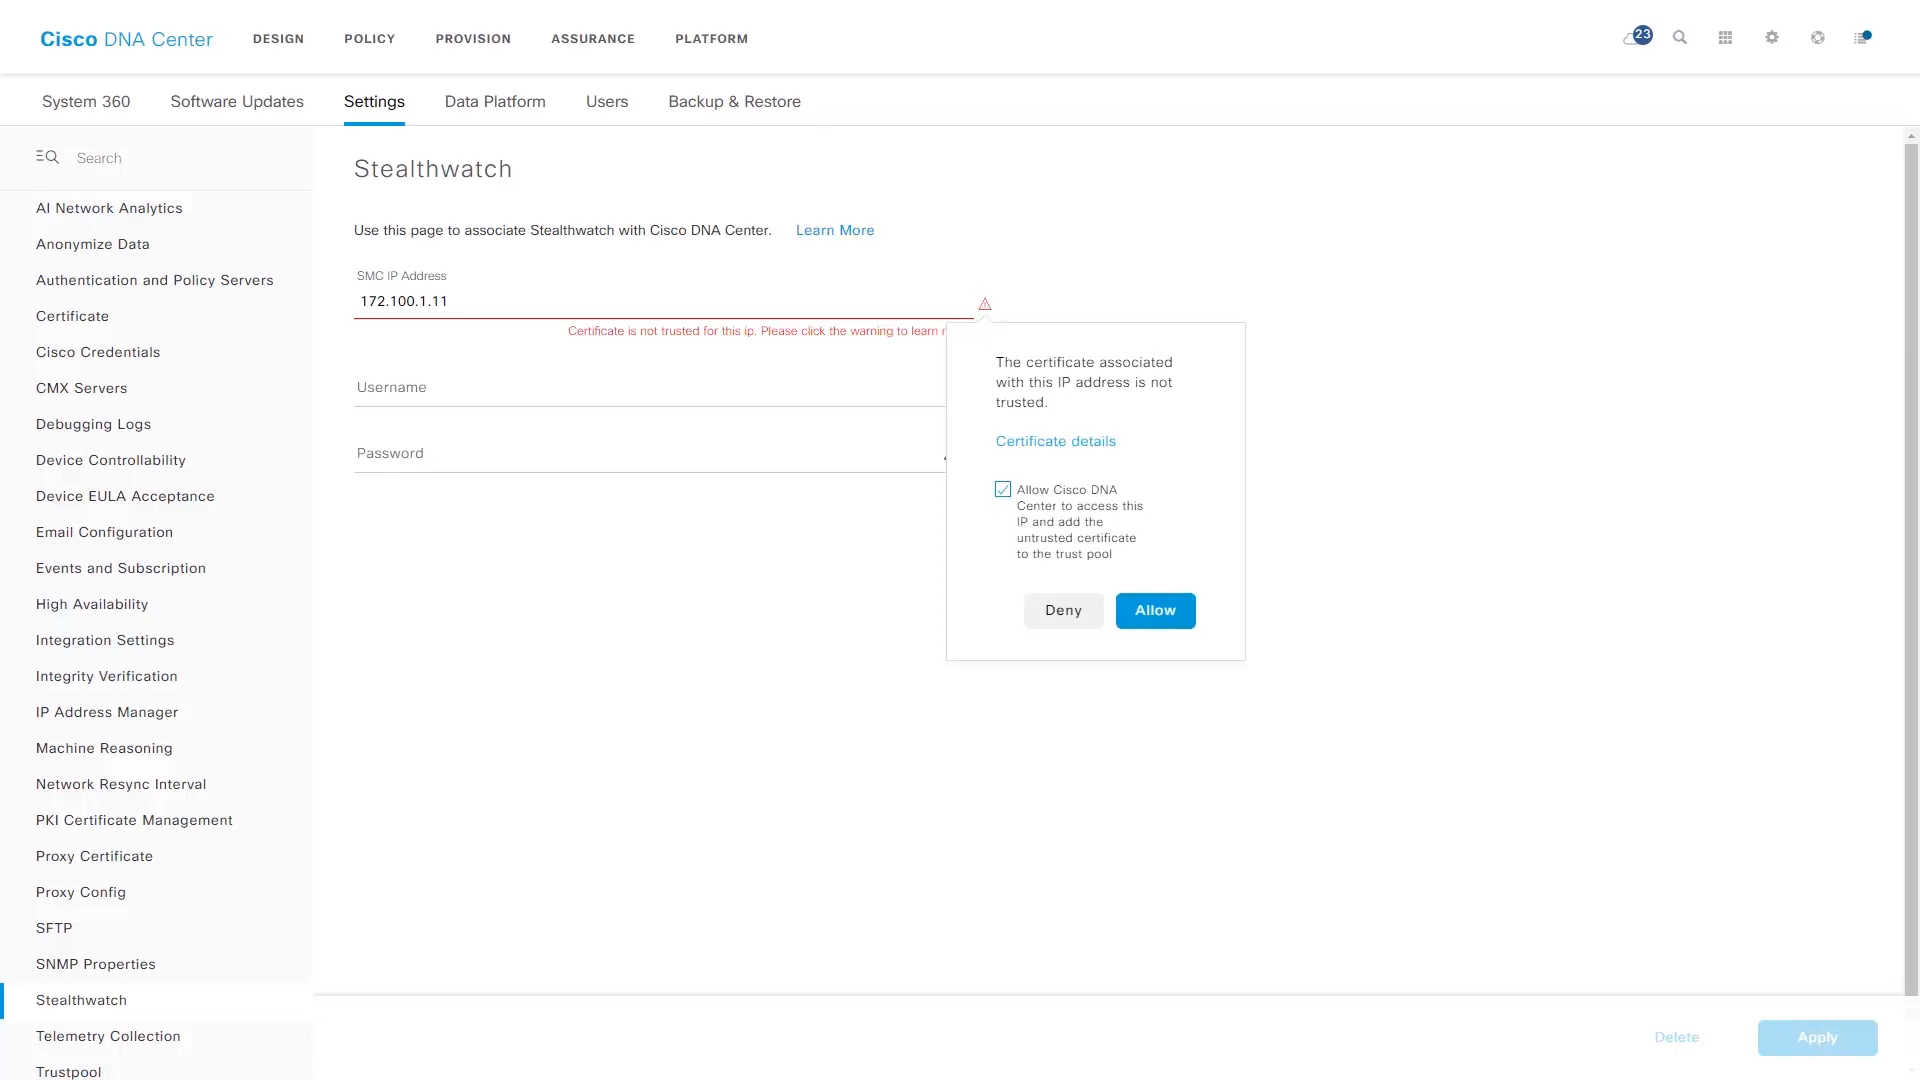 Cisco DNA Center
DESIGN
POLICY
PROVISION
ASSURANCE
PLATFORM
23
System 360
Software Updates
Settings
Data Platform
Users
Backup & Restore
Search
AI Network Analytics
Anonymize Data
Authentication and Policy Servers
Certificate
Cisco Credentials
CMX Servers
Debugging Logs
Device Controllability
Device EULA Acceptance
Email Configuration
Events and Subscription
High Availability
Integration Settings
Integrity Verification
IP Address Manager
Machine Reasoning
Network Resync Interval
PKI Certificate Management
Proxy Certificate
Proxy Config
SFTP
SNMP Properties
Stealthwatch
Telemetry Collection
Trustpool
Stealthwatch
Use this page to associate Stealthwatch with Cisco DNA Center. Learn More
SMC IP Address
172.100.1.11
Certificate is not trusted for this ip. Please click the warning to learn
Username
Password
The certificate associated
with this IP address is not
trusted.
Certificate details
Allow Cisco DNA
Center to access this
IP and add the
untrusted certificate
to the trust pool
Deny
Allow
Delete
Apply